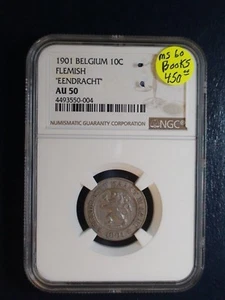 1901 BELGIUM 10C
FLEMISH
"EENDRACHT"
AU 50
4493550-004
NUMISMATIC GUARANTY CORPORATION
NGC
MS 60
BOOKS
450